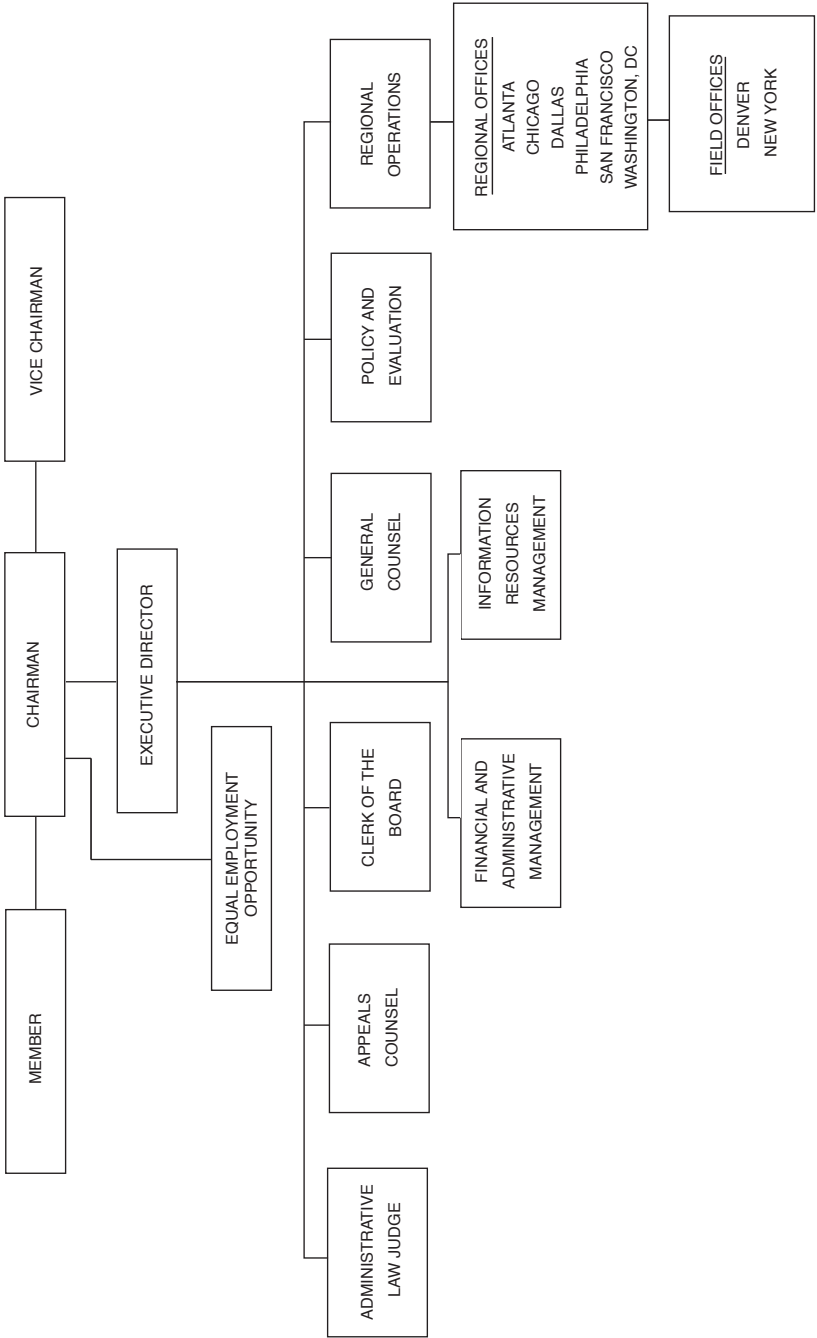 MEMBER
CHAIRMAN
VICE CHAIRMAN
EXECUTIVE DIRECTOR
EQUAL EMPLOYMENT
OPPORTUNITY
ADMINISTRATIVE
LAW JUDGE
APPEALS
COUNSEL
CLERK OF THE
BOARD
GENERAL
COUNSEL
POLICY AND
EVALUATION
REGIONAL
OPERATIONS
FINANCIAL AND
ADMINISTRATIVE
MANAGEMENT
INFORMATION
RESOURCES
MANAGEMENT
REGIONAL OFFICES
ATLANTA
CHICAGO
DALLAS
PHILADELPHIA
SAN FRANCISCO
WASHINGTON, DC
FIELD OFFICES
DENVER
NEW YORK